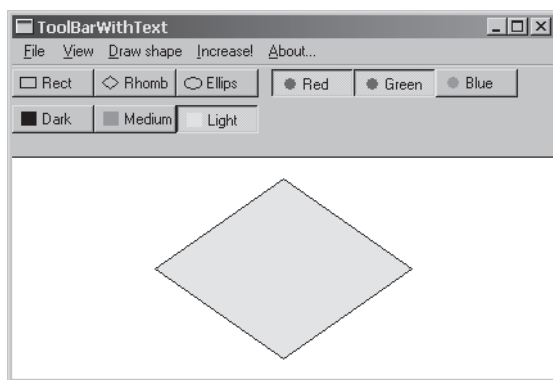 ToolBarWithText
File View Draw shape Increase! About...
Rect Rhomb Ellips Red Green Blue
Dark Medium Light